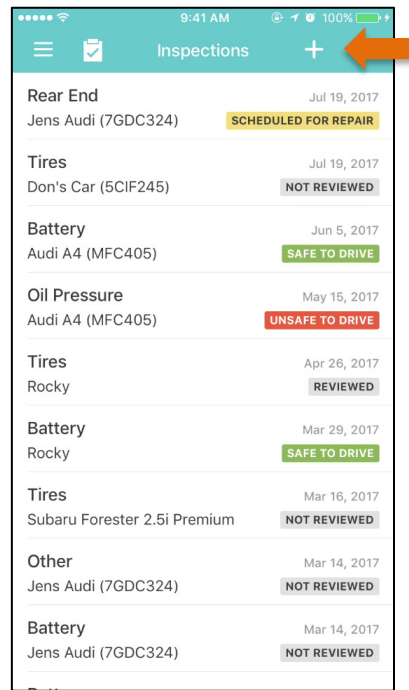 9:41 AM 100%
Inspections
Rear End Jul 19, 2017
Jens Audi (7GDC324) SCHEDULED FOR REPAIR
Tires Jul 19, 2017
Don's Car (5CIF245) NOT REVIEWED
Battery Jun 5, 2017
Audi A4 (MFC405) SAFE TO DRIVE
Oil Pressure May 15, 2017
Audi A4 (MFC405) UNSAFE TO DRIVE
Tires Apr 26, 2017
Rocky REVIEWED
Battery Mar 29, 2017
Rocky SAFE TO DRIVE
Tires Mar 16, 2017
Subaru Forester 2.5i Premium NOT REVIEWED
Other Mar 14, 2017
Jens Audi (7GDC324) NOT REVIEWED
Battery Mar 14, 2017
Jens Audi (7GDC324) NOT REVIEWED